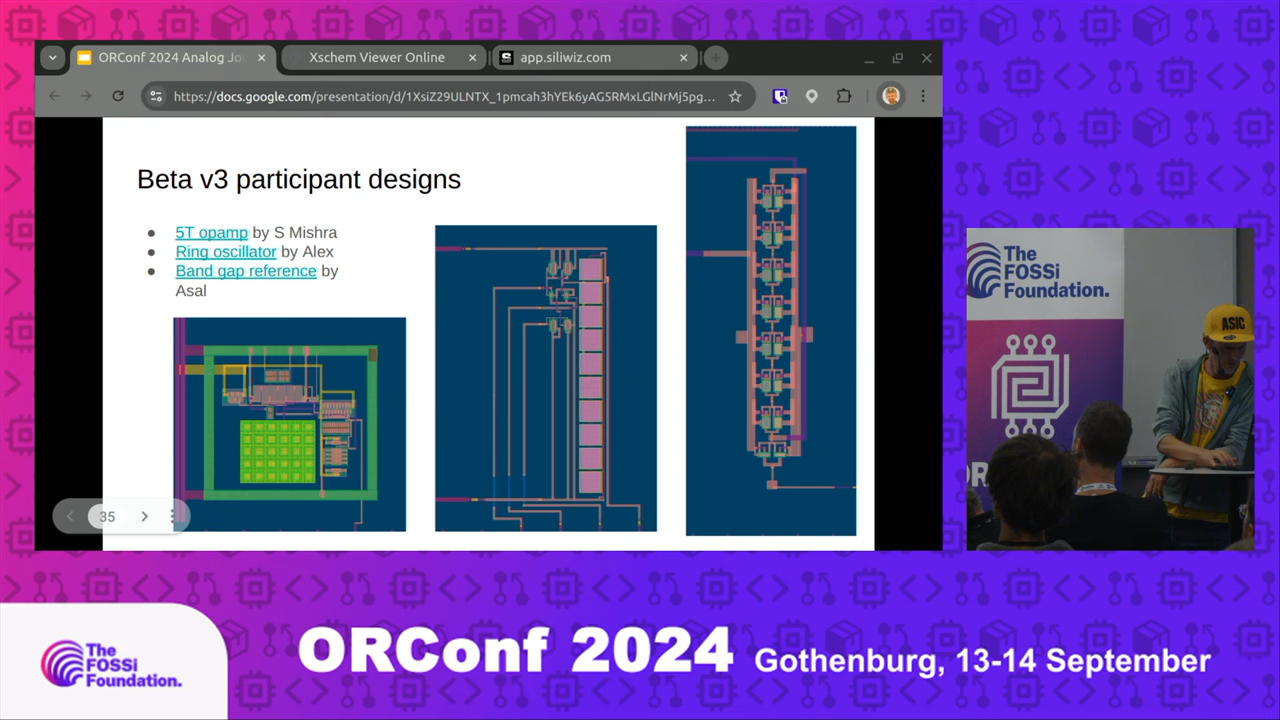 ORConf 2024 Analog Jou
Xschem Viewer Online
app.siliwiz.com
https://docs.google.com/presentation/d/1XsiZ29ULNTX_1pmcah3hYEk6yAG5RMxLGlNrMj5pg...
Beta v3 participant designs
5T opamp by S Mishra
Ring oscillator by Alex
Band gap reference by
Asal
35
The
FOSSi
Foundation.
ASIC
The
FOSSi
Foundation.
ORConf 2024 Gothenburg, 13-14 September